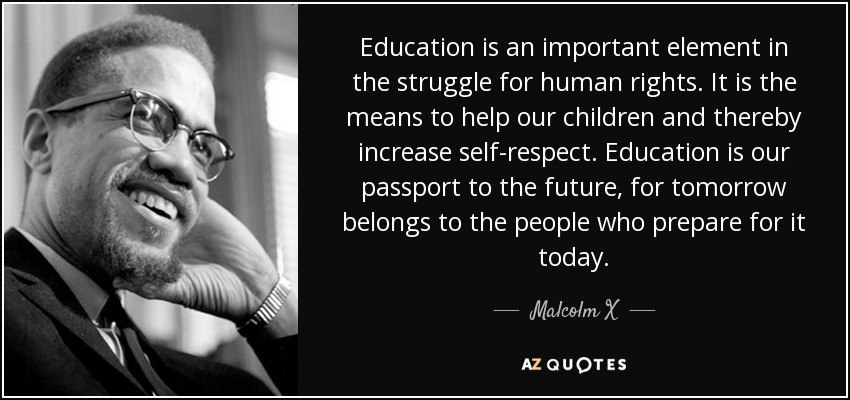 Education is an important element in
the struggle for human rights. It is the
means to help our children and thereby
increase self-respect. Education is our
passport to the future, for tomorrow
belongs to the people who prepare for it
today.
Malcolm X
AZ QUOTES